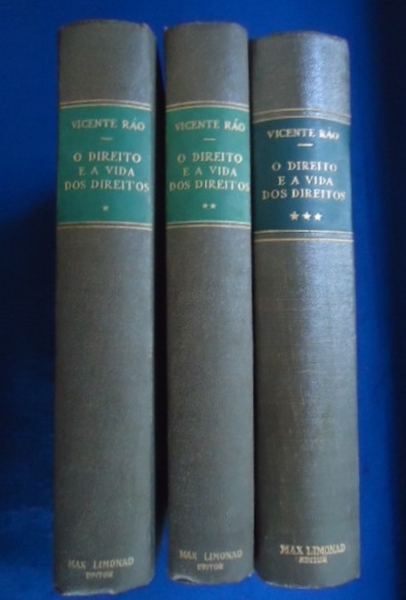 VICENTE RÁO
O DIREITO
E A VIDA
DOS DIREITOS
*
MAX LIMONAD
EDITOR
VICENTE RÁO
O DIREITO
E A VIDA
DOS DIREITOS
**
MAX LIMONAD
EDITOR
VICENTE RÁO
O DIREITO
E A VIDA
DOS DIREITOS
***
MAX LIMONAD
EDITOR